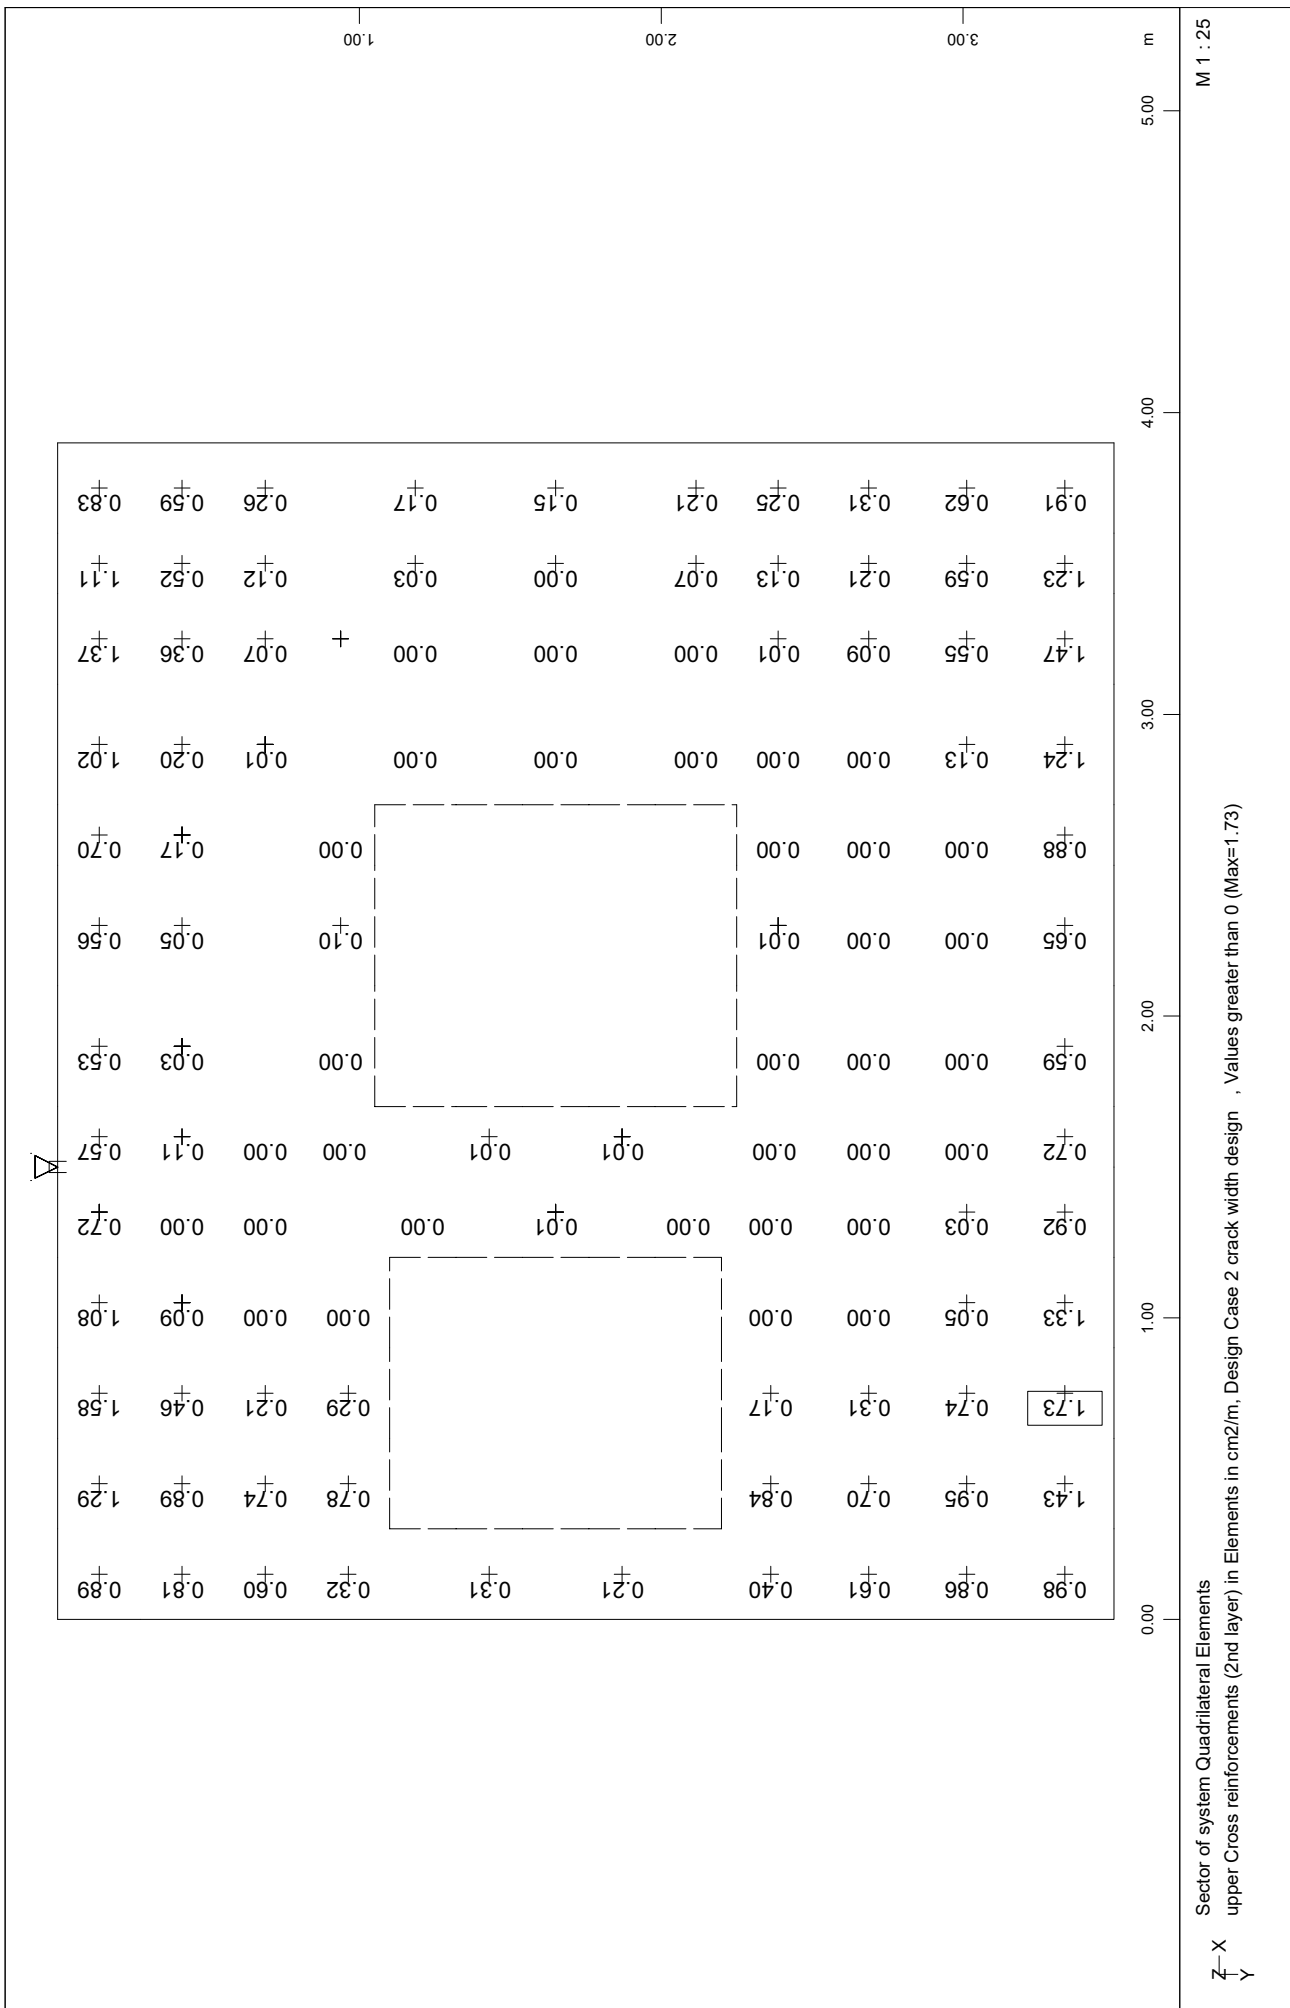 0.89 1.29 1.58 1.08 0.72 0.57 0.53 0.56 0.70 1.02 1.37 1.11 0.83
0.81 0.89 0.46 0.09 0.00 0.11 0.03 0.05 0.17 0.20 0.36 0.52 0.59
0.60 0.74 0.21 0.00 0.00 0.00 0.01 0.07 0.12 0.26
0.32 0.78 0.29 0.00 0.00 0.00 0.10 0.00
1.00
0.00 0.00 0.00 0.03 0.17
0.31 0.01
0.01 0.00 0.00 0.00 0.15
0.21 0.01
2.00
0.00 0.00 0.00 0.07 0.21
0.40 0.84 0.17 0.00 0.00 0.00 0.00 0.01 0.00 0.00 0.01 0.13 0.25
0.61 0.70 0.31 0.00 0.00 0.00 0.00 0.00 0.00 0.00 0.09 0.21 0.31
0.86 0.95 0.74 0.05 0.03 0.00 0.00 0.00 0.00 0.13 0.55 0.59 0.62
3.00
0.98 1.43 1.73 1.33 0.92 0.72 0.59 0.65 0.88 1.24 1.47 1.23 0.91
0.00 1.00 2.00 3.00 4.00 5.00 m
Sector of system Quadrilateral Elements
M 1 : 25
upper Cross reinforcements (2nd layer) in Elements in cm2/m, Design Case 2 crack width design , Values greater than 0 (Max=1.73)
Z X
Y